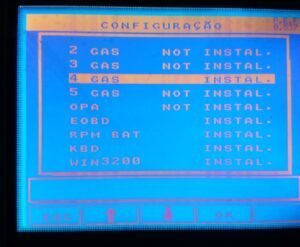 CONFIGURAÇÃO
2 GAS NOT INSTAL.
3 GAS NOT INSTAL.
4 GAS INSTAL.
5 GAS NOT INSTAL.
OPA NOT INSTAL.
EOBD INSTAL.
RPM BAT INSTAL.
KBD INSTAL.
WIN3200 INSTAL.
OK